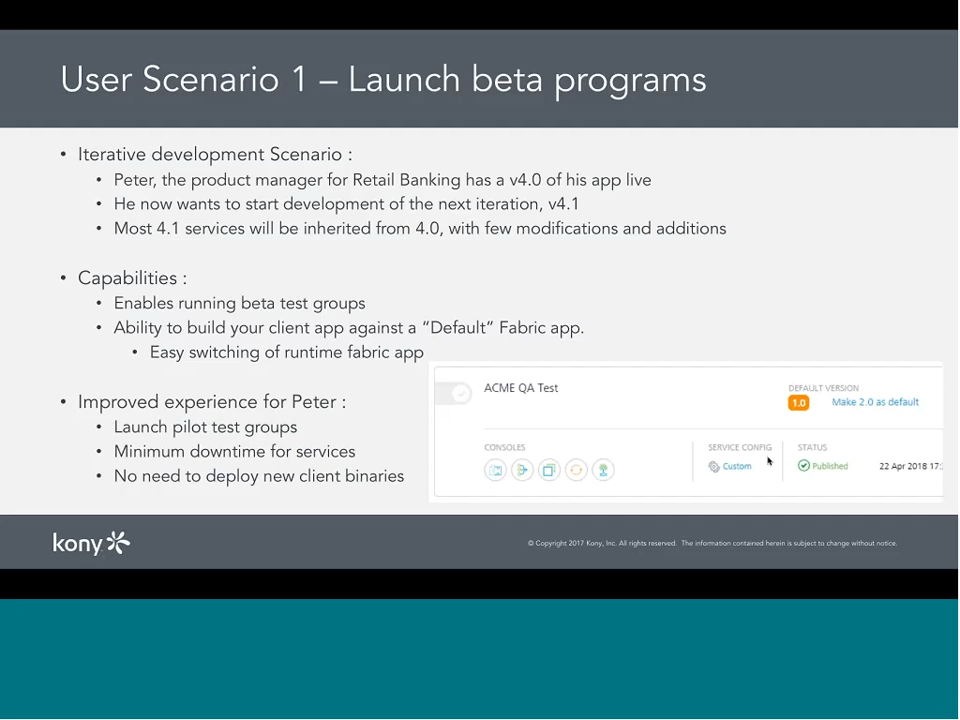 User Scenario 1 – Launch beta programs
• Iterative development Scenario :
• Peter, the product manager for Retail Banking has a v4.0 of his app live
• He now wants to start development of the next iteration, v4.1
• Most 4.1 services will be inherited from 4.0, with few modifications and additions
• Capabilities :
• Enables running beta test groups
• Ability to build your client app against a “Default” Fabric app.
• Easy switching of runtime fabric app
• Improved experience for Peter :
• Launch pilot test groups
• Minimum downtime for services
• No need to deploy new client binaries
ACME QA Test
DEFAULT VERSION
1.0 Make 2.0 as default
CONSOLES
SERVICE CONFIG
Custom
STATUS
Published
22 Apr 2018 17:
kony
© Copyright 2017 Kony, Inc. All rights reserved. The information contained herein is subject to change without notice.